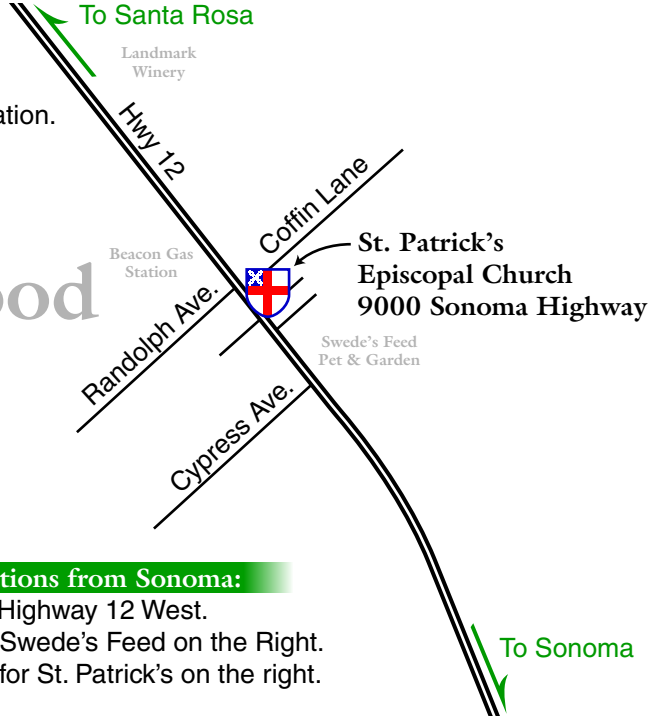 To Santa Rosa
Landmark
Winery
ation.
Hwy 12
Coffin Lane
St. Patrick's
Episcopal Church
9000 Sonoma Highway
Beacon Gas
Station
ood
Randolph Ave.
Swede's Feed
Pet & Garden
Cypress Ave.
tions from Sonoma:
Highway 12 West.
Swede's Feed on the Right.
for St. Patrick's on the right.
To Sonoma